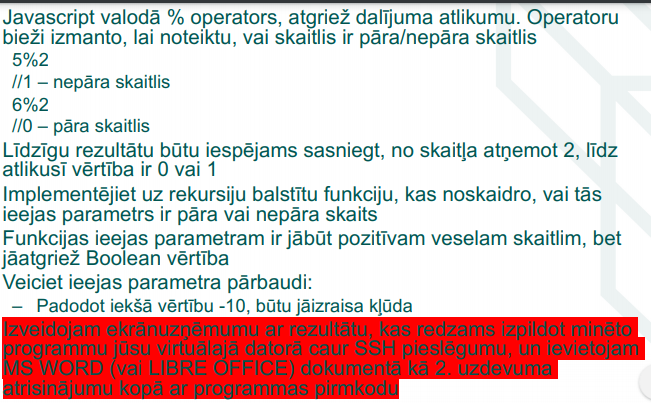 Javascript valodā % operators, atgriež dalījuma atlikumu. Operatoru
bieži izmanto, lai noteiktu, vai skaitlis ir pāra/nepāra skaitlis
5%2
//1 – nepāra skaitlis
6%2
//0 – pāra skaitlis
Līdzīgu rezultātu būtu iespējams sasniegt, no skaitļa atņemot 2, līdz
atlikusī vērtība ir 0 vai 1
Implementējiet uz rekursiju balstītu funkciju, kas noskaidro, vai tās
ieejas parametrs ir pāra vai nepāra skaits
Funkcijas ieejas parametram ir jābūt pozitīvam veselam skaitlim, bet
jāatgriež Boolean vērtība
Veiciet ieejas parametra pārbaudi:
– Padodot iekšā vērtību -10, būtu jāizraisa kļūda
Izveidojam ekrānuzņēmumu ar rezultātu, kas redzams izpildot minēto
programmu jūsu virtuālajā datorā caur SSH pieslēgumu, un ievietojam
MS WORD (vai LIBRE OFFICE) dokumentā kā 2. uzdevuma
atrisinājumu kopā ar programmas pirmkodu